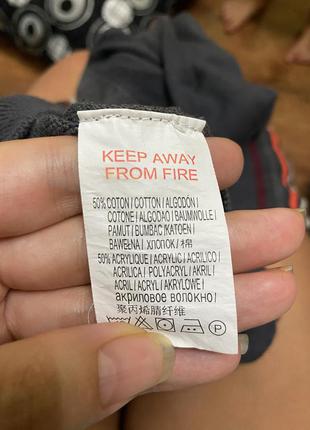 KEEP AWAY
FROM FIRE
50% COTON / COTTON / ALGODÓN /
COTONE / ALGODAO / BAUMWOLLE /
PAMUT / BUMBAC / KATOEN /
BAWEŁNA / хлопок / 棉
50% ACRYLIQUE / ACRYLIC / ACRILICO /
ACRILICA / POLYACRYL / AKRIL /
ACRIL / ACRYL / AKRYLOWE /
акриловое волокно /
聚丙烯腈纤维
P